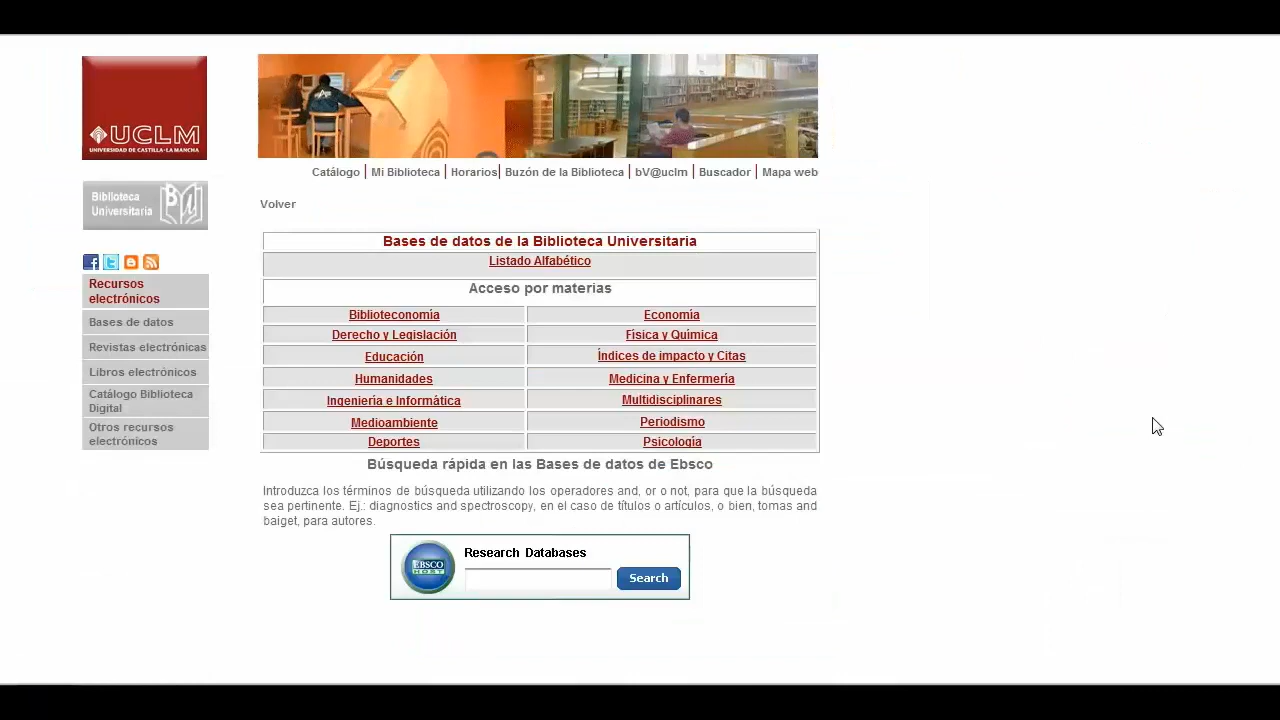 UCLM
UNIVERSIDAD DE CASTILLA-LA MANCHA
Catálogo | Mi Biblioteca | Horarios| Buzón de la Biblioteca | bV@uclm | Buscador | Mapa web
Biblioteca
Universitaria
Volver
Recursos
electrónicos
Bases de datos
Revistas electrónicas
Libros electrónicos
Catálogo Biblioteca
Digital
Otros recursos
electrónicos
Bases de datos de la Biblioteca Universitaria
Listado Alfabético
Acceso por materias
Biblioteconomía Economía
Derecho y Legislación Física y Química
Educación Índices de impacto y Citas
Humanidades Medicina y Enfermería
Ingeniería e Informática Multidisciplinares
Medioambiente Periodismo
Deportes Psicología
Búsqueda rápida en las Bases de datos de Ebsco
Introduzca los términos de búsqueda utilizando los operadores and, or o not, para que la búsqueda
sea pertinente. Ej.: diagnostics and spectroscopy, en el caso de títulos o artículos, o bien, tomas and
baiget, para autores.
EBSCO
HOST
Research Databases
Search